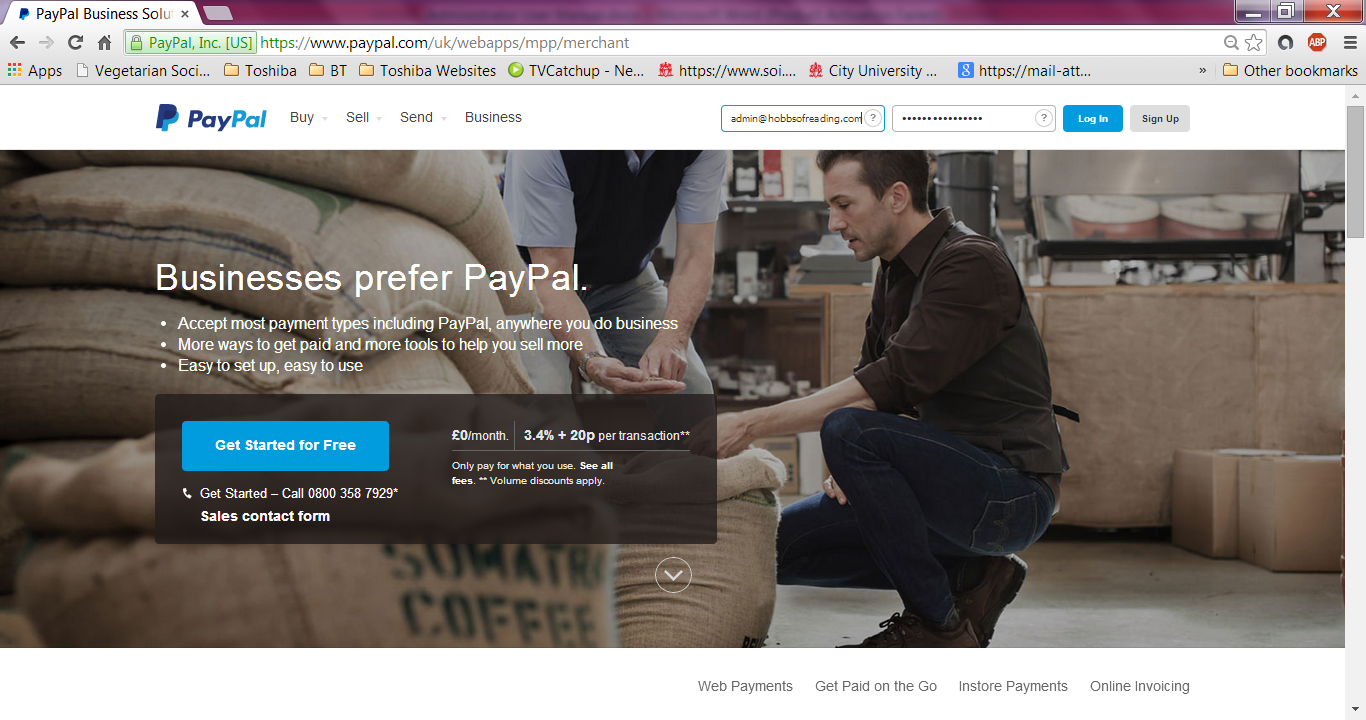 PayPal Business Solu
PayPal, Inc. [US] https://www.paypal.com/uk/webapps/mpp/merchant
ABP
Apps Vegetarian Soci... Toshiba BT Toshiba Websites TVCatchup - Ne... https://www.soi.... City University ... 8 https://mail-att... » Other bookmarks
PayPal Buy Sell Send Business admin@hobbsofreading.com ? •••••••••••••••• ? Log In Sign Up
Businesses prefer PayPal.
• Accept most payment types including PayPal, anywhere you do business
• More ways to get paid and more tools to help you sell more
• Easy to set up, easy to use
Get Started for Free
£0/month. 3.4% + 20p per transaction**
Only pay for what you use. See all
fees. ** Volume discounts apply.
Get Started – Call 0800 358 7929*
Sales contact form
SUMATRA
COFFEE
Web Payments Get Paid on the Go Instore Payments Online Invoicing